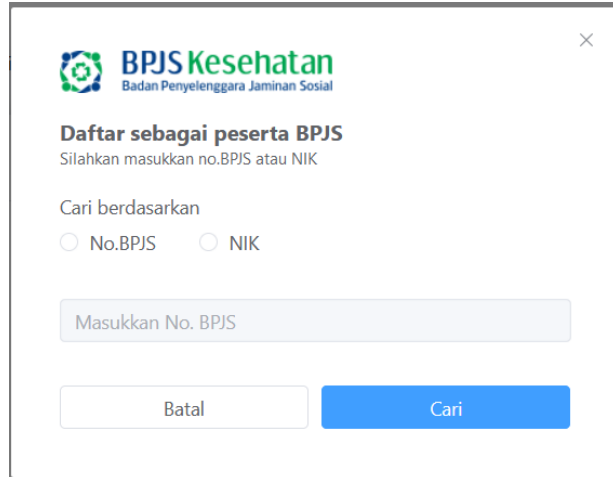 BPJS Kesehatan
Badan Penyelenggara Jaminan Sosial
Daftar sebagai peserta BPJS
Silahkan masukkan no.BPJS atau NIK
Cari berdasarkan
No.BPJS NIK
Masukkan No. BPJS
Batal Cari